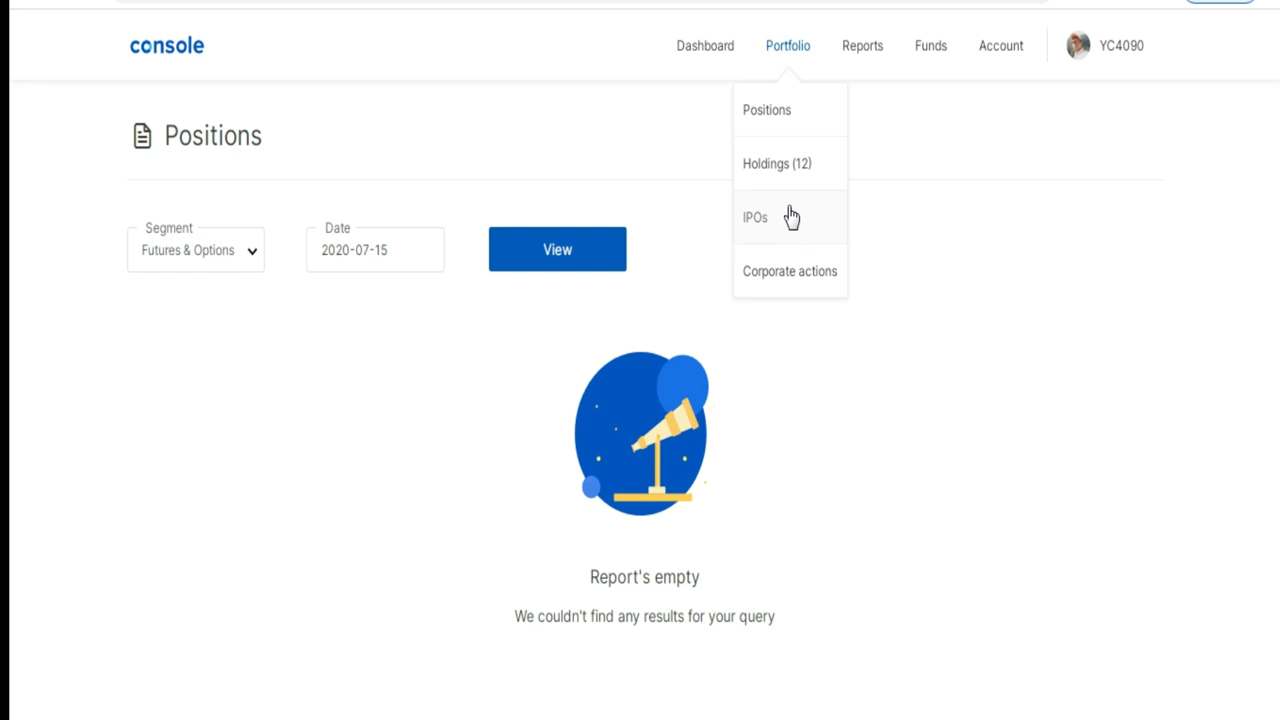 console
Dashboard Portfolio Reports Funds Account YC4090
Positions
Holdings (12)
IPOs
Corporate actions
Positions
Segment
Futures & Options
Date
2020-07-15
View
Report's empty
We couldn't find any results for your query